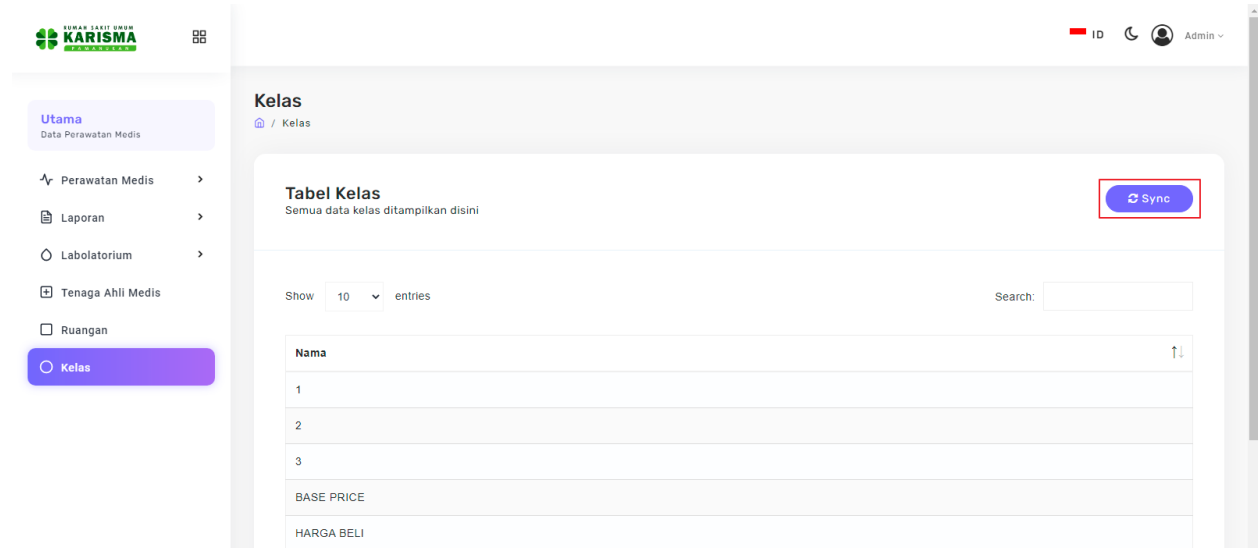 RUMAH SAKIT UMUM
KARISMA
ID
Admin
Kelas
/ Kelas
Utama
Data Perawatan Medis
Perawatan Medis
Laporan
Labolatorium
Tenaga Ahli Medis
Ruangan
Kelas
Tabel Kelas
Semua data kelas ditampilkan disini
Sync
Show 10 entries
Search:
Nama
1
2
3
BASE PRICE
HARGA BELI